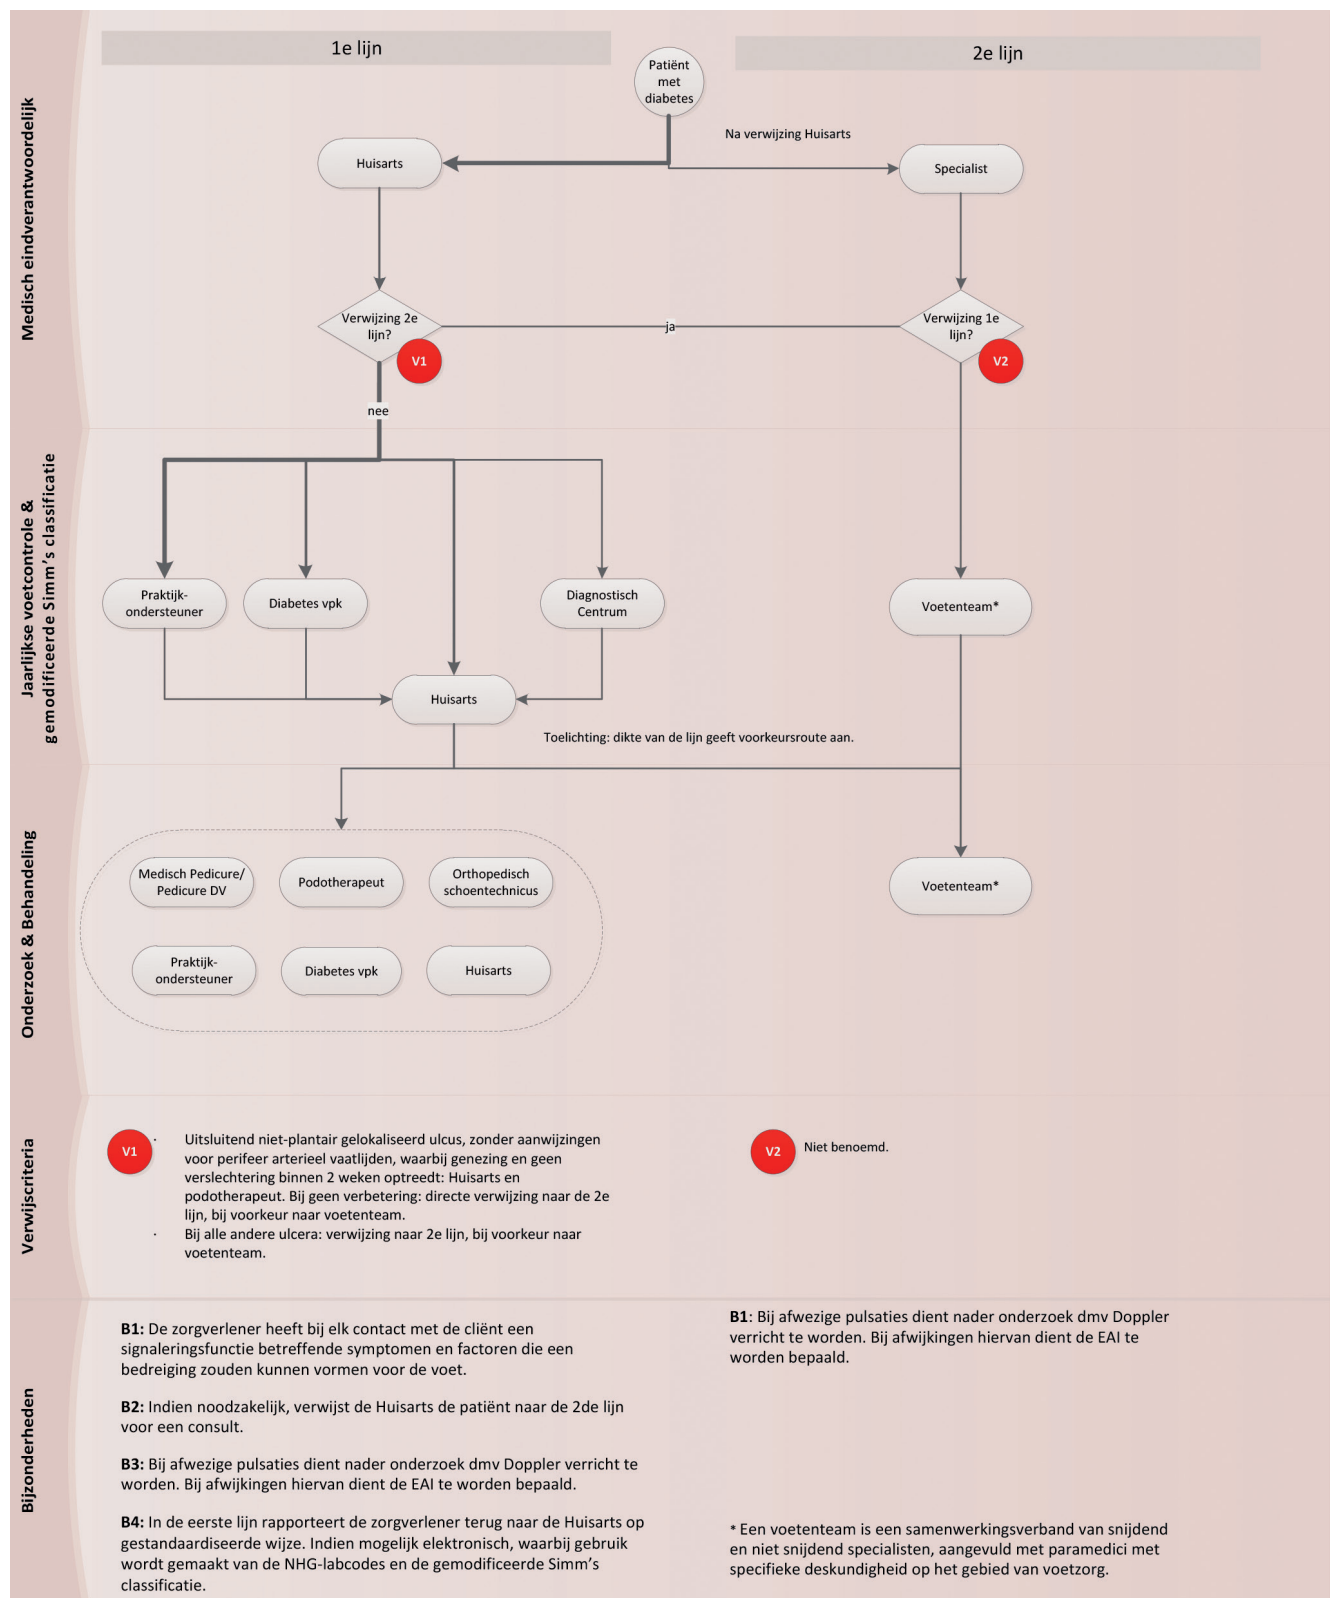 1e lijn
2e lijn
Medisch eindverantwoordelijk
Patiënt
met
diabetes
Na verwijzing Huisarts
Huisarts
Specialist
Verwijzing 2e
lijn?
V1
ja
Verwijzing 1e
lijn?
V2
nee
Jaarlijkse voetcontrole &
gemodificeerde Simm's classificatie
Praktijk-
ondersteuner
Diabetes vpk
Diagnostisch
Centrum
Voetenteam*
Huisarts
Toelichting: dikte van de lijn geeft voorkeursroute aan.
Onderzoek & Behandeling
Medisch Pedicure/
Pedicure DV
Podotherapeut
Orthopedisch
schoentechnicus
Voetenteam*
Praktijk-
ondersteuner
Diabetes vpk
Huisarts
Verwijscriteria
V1
· Uitsluitend niet-plantair gelokaliseerd ulcus, zonder aanwijzingen
voor perifeer arterieel vaatlijden, waarbij genezing en geen
verslechtering binnen 2 weken optreedt: Huisarts en
podotherapeut. Bij geen verbetering: directe verwijzing naar de 2e
lijn, bij voorkeur naar voetenteam.
· Bij alle andere ulcera: verwijzing naar 2e lijn, bij voorkeur naar
voetenteam.
V2
Niet benoemd.
Bijzonderheden
B1: De zorgverlener heeft bij elk contact met de cliënt een
signaleringsfunctie betreffende symptomen en factoren die een
bedreiging zouden kunnen vormen voor de voet.
B2: Indien noodzakelijk, verwijst de Huisarts de patiënt naar de 2de lijn
voor een consult.
B3: Bij afwezige pulsaties dient nader onderzoek dmv Doppler verricht te
worden. Bij afwijkingen hiervan dient de EAI te worden bepaald.
B4: In de eerste lijn rapporteert de zorgverlener terug naar de Huisarts op
gestandaardiseerde wijze. Indien mogelijk elektronisch, waarbij gebruik
wordt gemaakt van de NHG-labcodes en de gemodificeerde Simm's
classificatie.
B1: Bij afwezige pulsaties dient nader onderzoek dmv Doppler
verricht te worden. Bij afwijkingen hiervan dient de EAI te
worden bepaald.
* Een voetenteam is een samenwerkingsverband van snijdend
en niet snijdend specialisten, aangevuld met paramedici met
specifieke deskundigheid op het gebied van voetzorg.